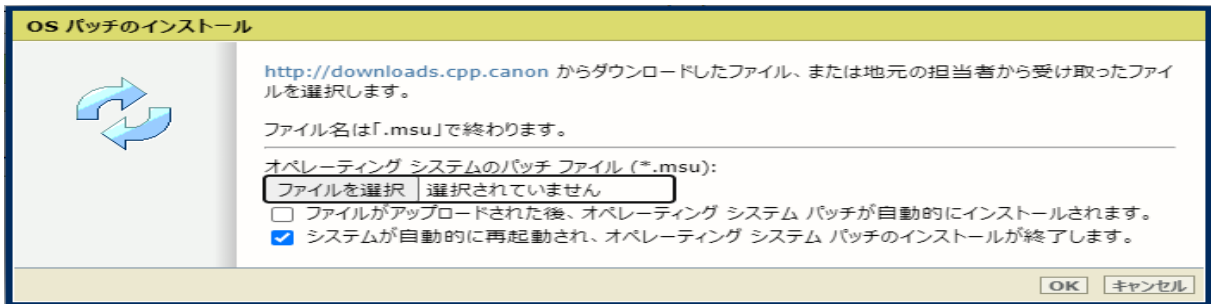 OS パッチのインストール
http://downloads.cpp.canon からダウンロードしたファイル、または地元の担当者から受け取ったファイ
ルを選択します。
ファイル名は「.msu」で終わります。
オペレーティング システムのパッチ ファイル (*.msu):
ファイルを選択 選択されていません
ファイルがアップロードされた後、オペレーティング システム パッチが自動的にインストールされます。
システムが自動的に再起動され、オペレーティング システム パッチのインストールが終了します。
OK キャンセル